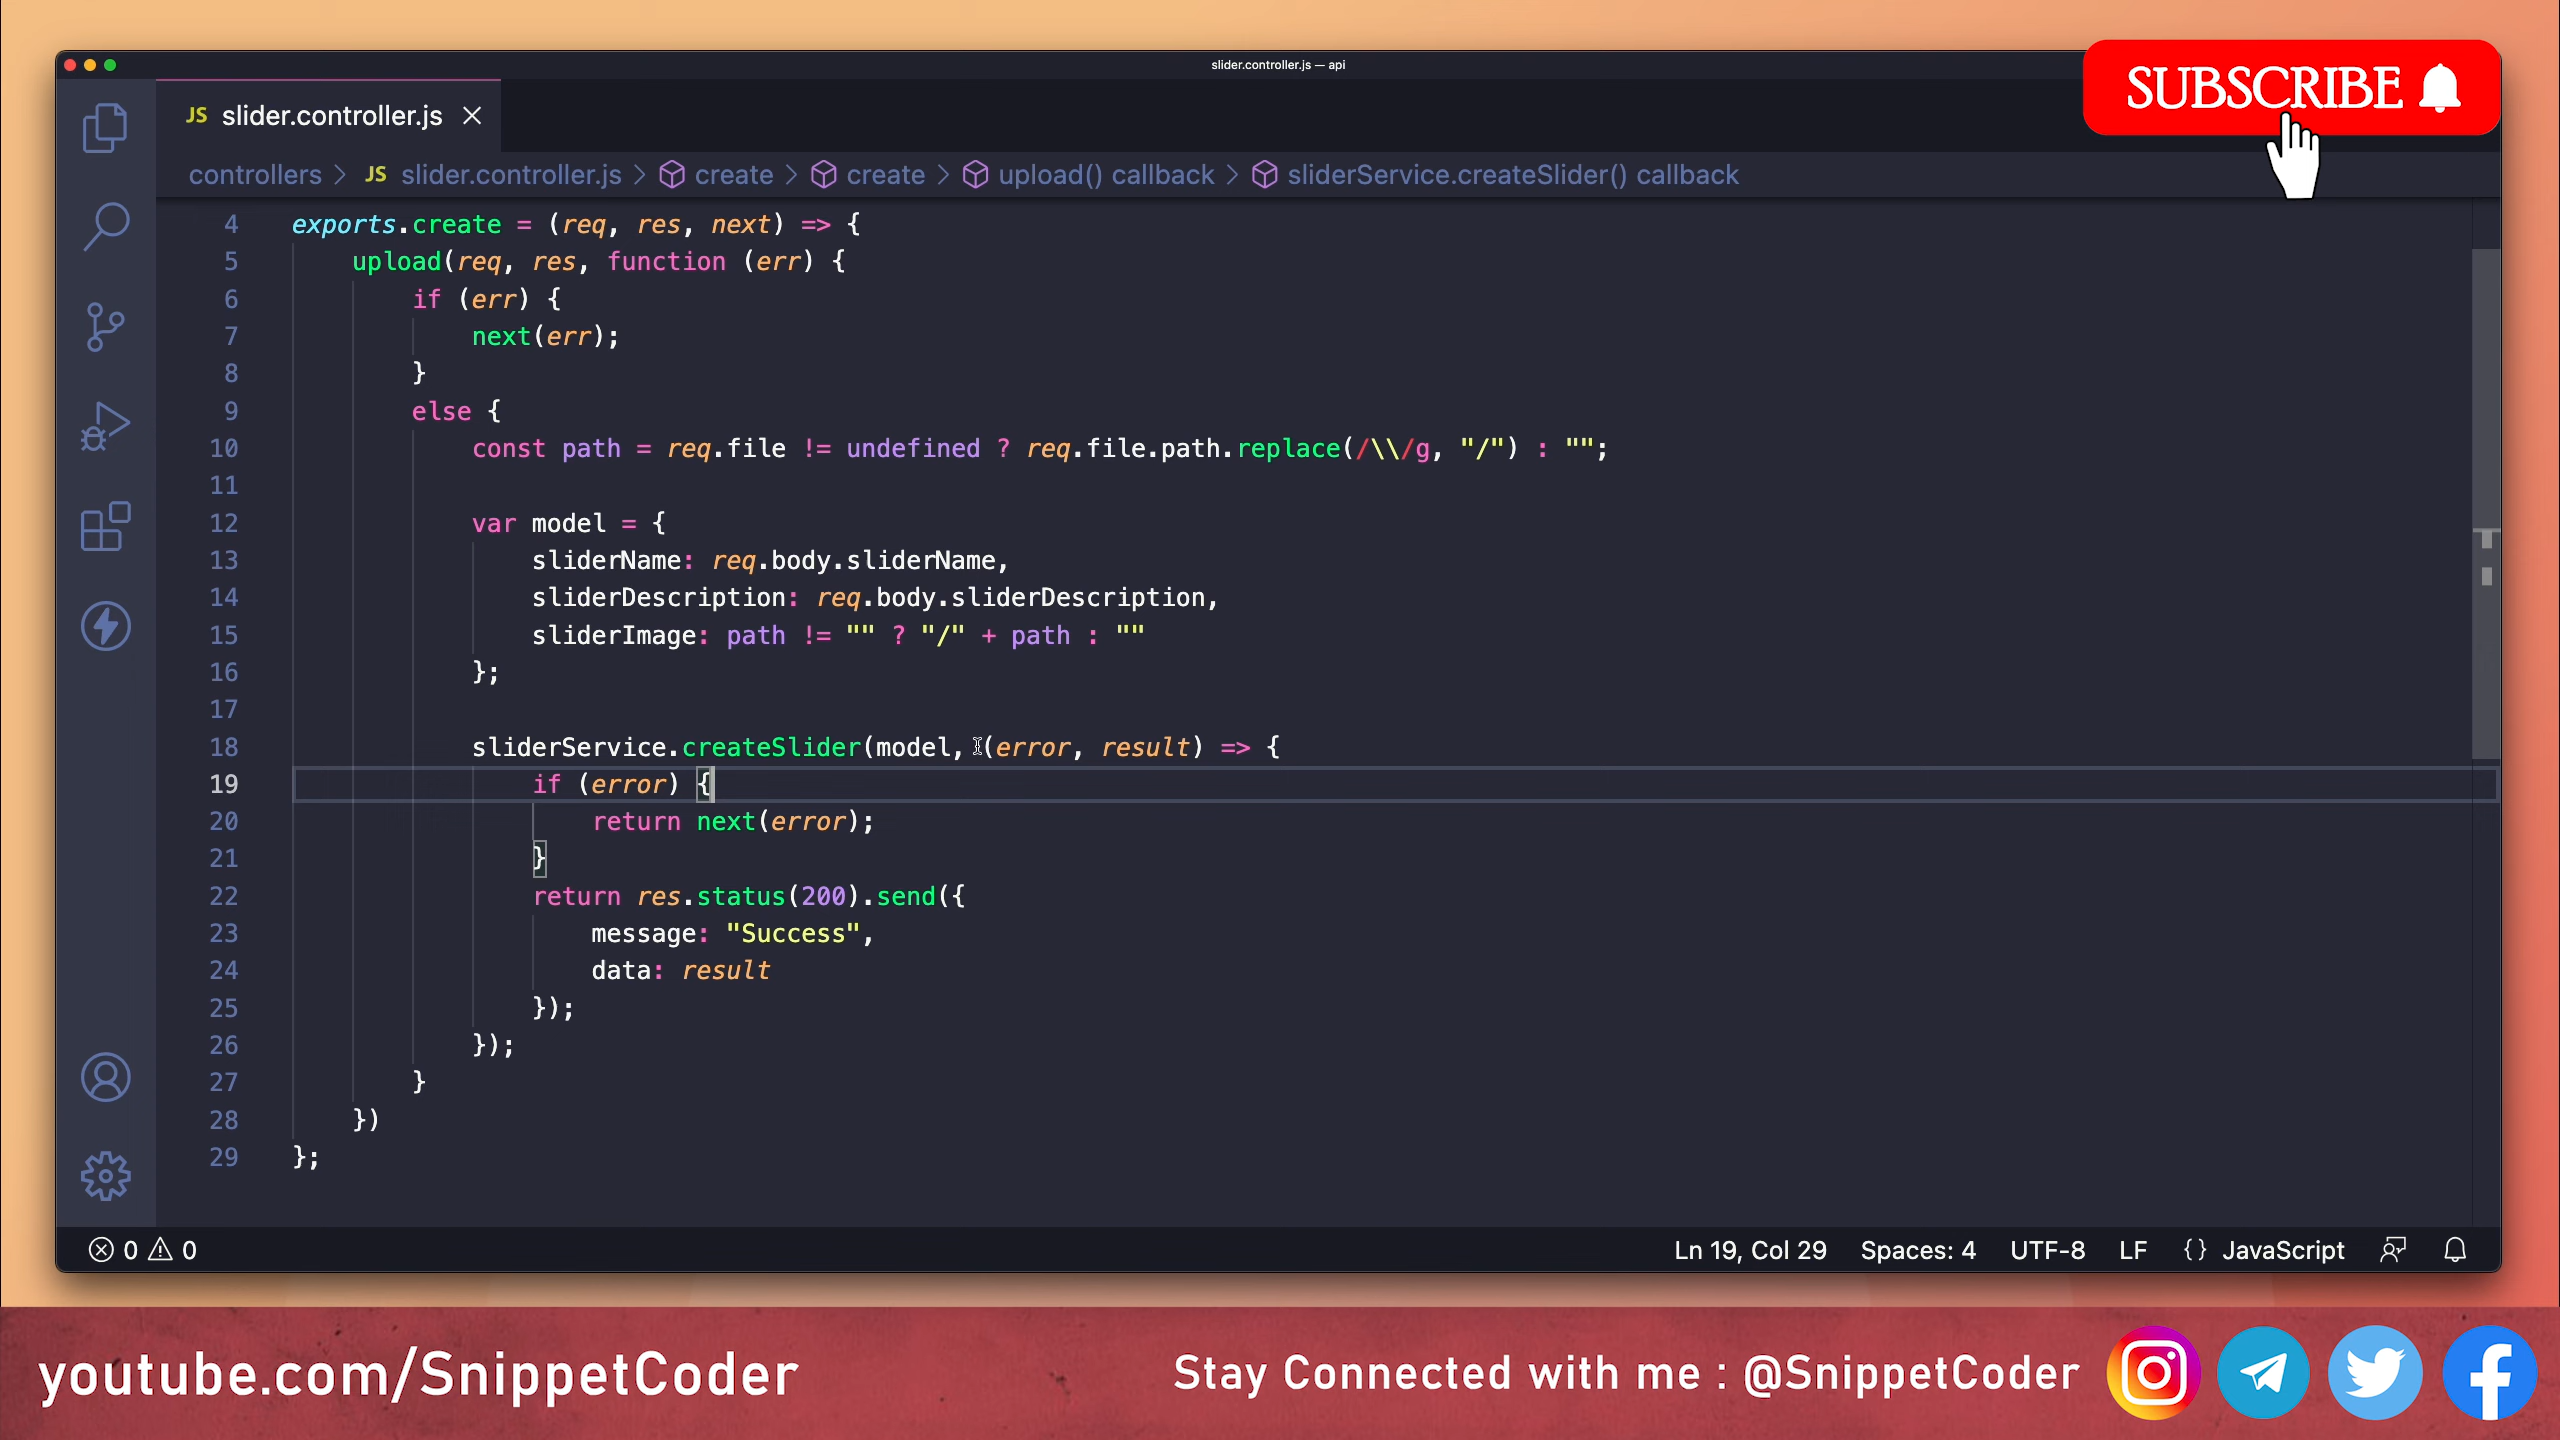 slider.controller.js — api
SUBSCRIBE
JS slider.controller.js
controllers > JS slider.controller.js > create > create > upload() callback > sliderService.createSlider() callback
4 exports.create = (req, res, next) => {
5 upload(req, res, function (err) {
6 if (err) {
7 next(err);
8 }
9 else {
10 const path = req.file != undefined ? req.file.path.replace(/\\/g, "/") : "";
11
12 var model = {
13 sliderName: req.body.sliderName,
14 sliderDescription: req.body.sliderDescription,
15 sliderImage: path != "" ? "/" + path : ""
16 };
17
18 sliderService.createSlider(model, (error, result) => {
19 if (error) {
20 return next(error);
21 }
22 return res.status(200).send({
23 message: "Success",
24 data: result
25 });
26 });
27 }
28 })
29 };
0 0 Ln 19, Col 29 Spaces: 4 UTF-8 LF {} JavaScript
youtube.com/SnippetCoder Stay Connected with me : @SnippetCoder